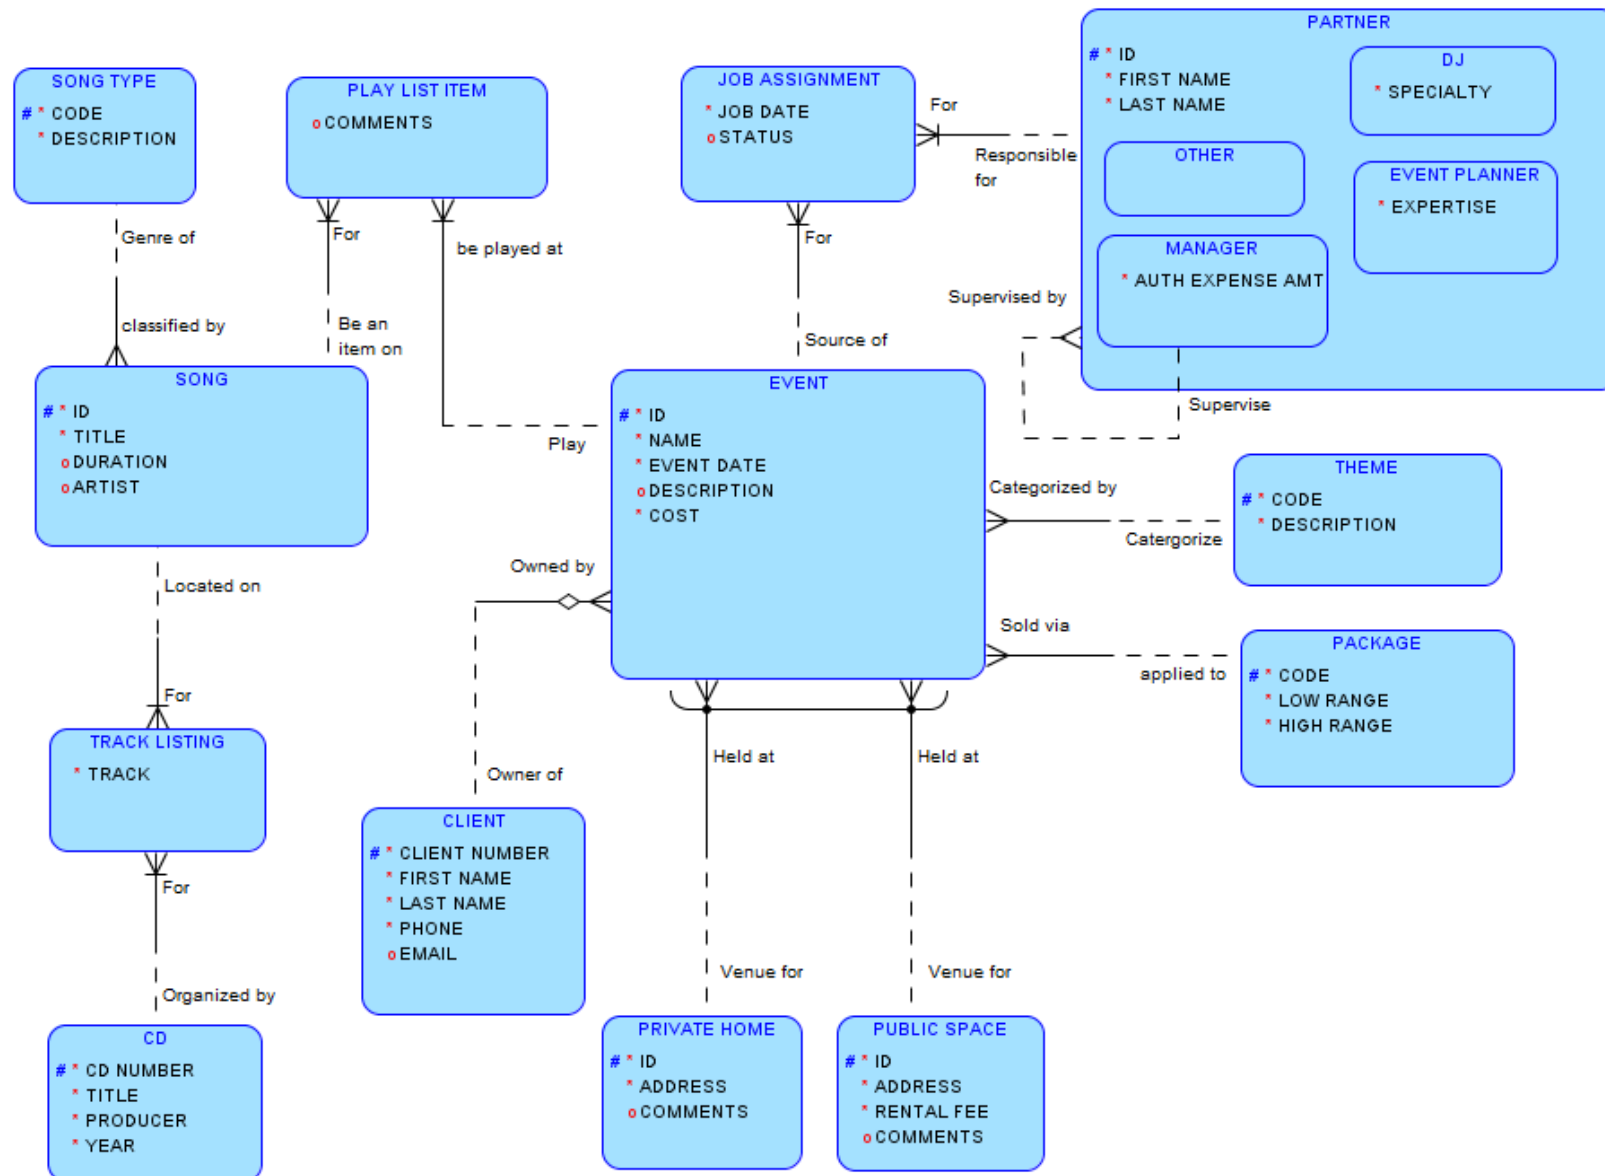 SONG TYPE
# * CODE
* DESCRIPTION
PLAY LIST ITEM
o COMMENTS
JOB ASSIGNMENT
* JOB DATE
o STATUS
PARTNER
# * ID
* FIRST NAME
* LAST NAME
DJ
* SPECIALTY
OTHER
EVENT PLANNER
* EXPERTISE
MANAGER
* AUTH EXPENSE AMT
For
Responsible
for
Genre of
classified by
For
Be an
item on
be played at
Play
For
Source of
Supervised by
Supervise
SONG
# * ID
* TITLE
o DURATION
o ARTIST
EVENT
# * ID
* NAME
* EVENT DATE
o DESCRIPTION
* COST
Categorized by
Catergorize
THEME
# * CODE
* DESCRIPTION
Located on
For
Owned by
Owner of
Sold via
applied to
PACKAGE
# * CODE
* LOW RANGE
* HIGH RANGE
TRACK LISTING
* TRACK
For
Organized by
Held at
Held at
Venue for
Venue for
CLIENT
# * CLIENT NUMBER
* FIRST NAME
* LAST NAME
* PHONE
o EMAIL
CD
# * CD NUMBER
* TITLE
* PRODUCER
* YEAR
PRIVATE HOME
# * ID
* ADDRESS
o COMMENTS
PUBLIC SPACE
# * ID
* ADDRESS
* RENTAL FEE
o COMMENTS